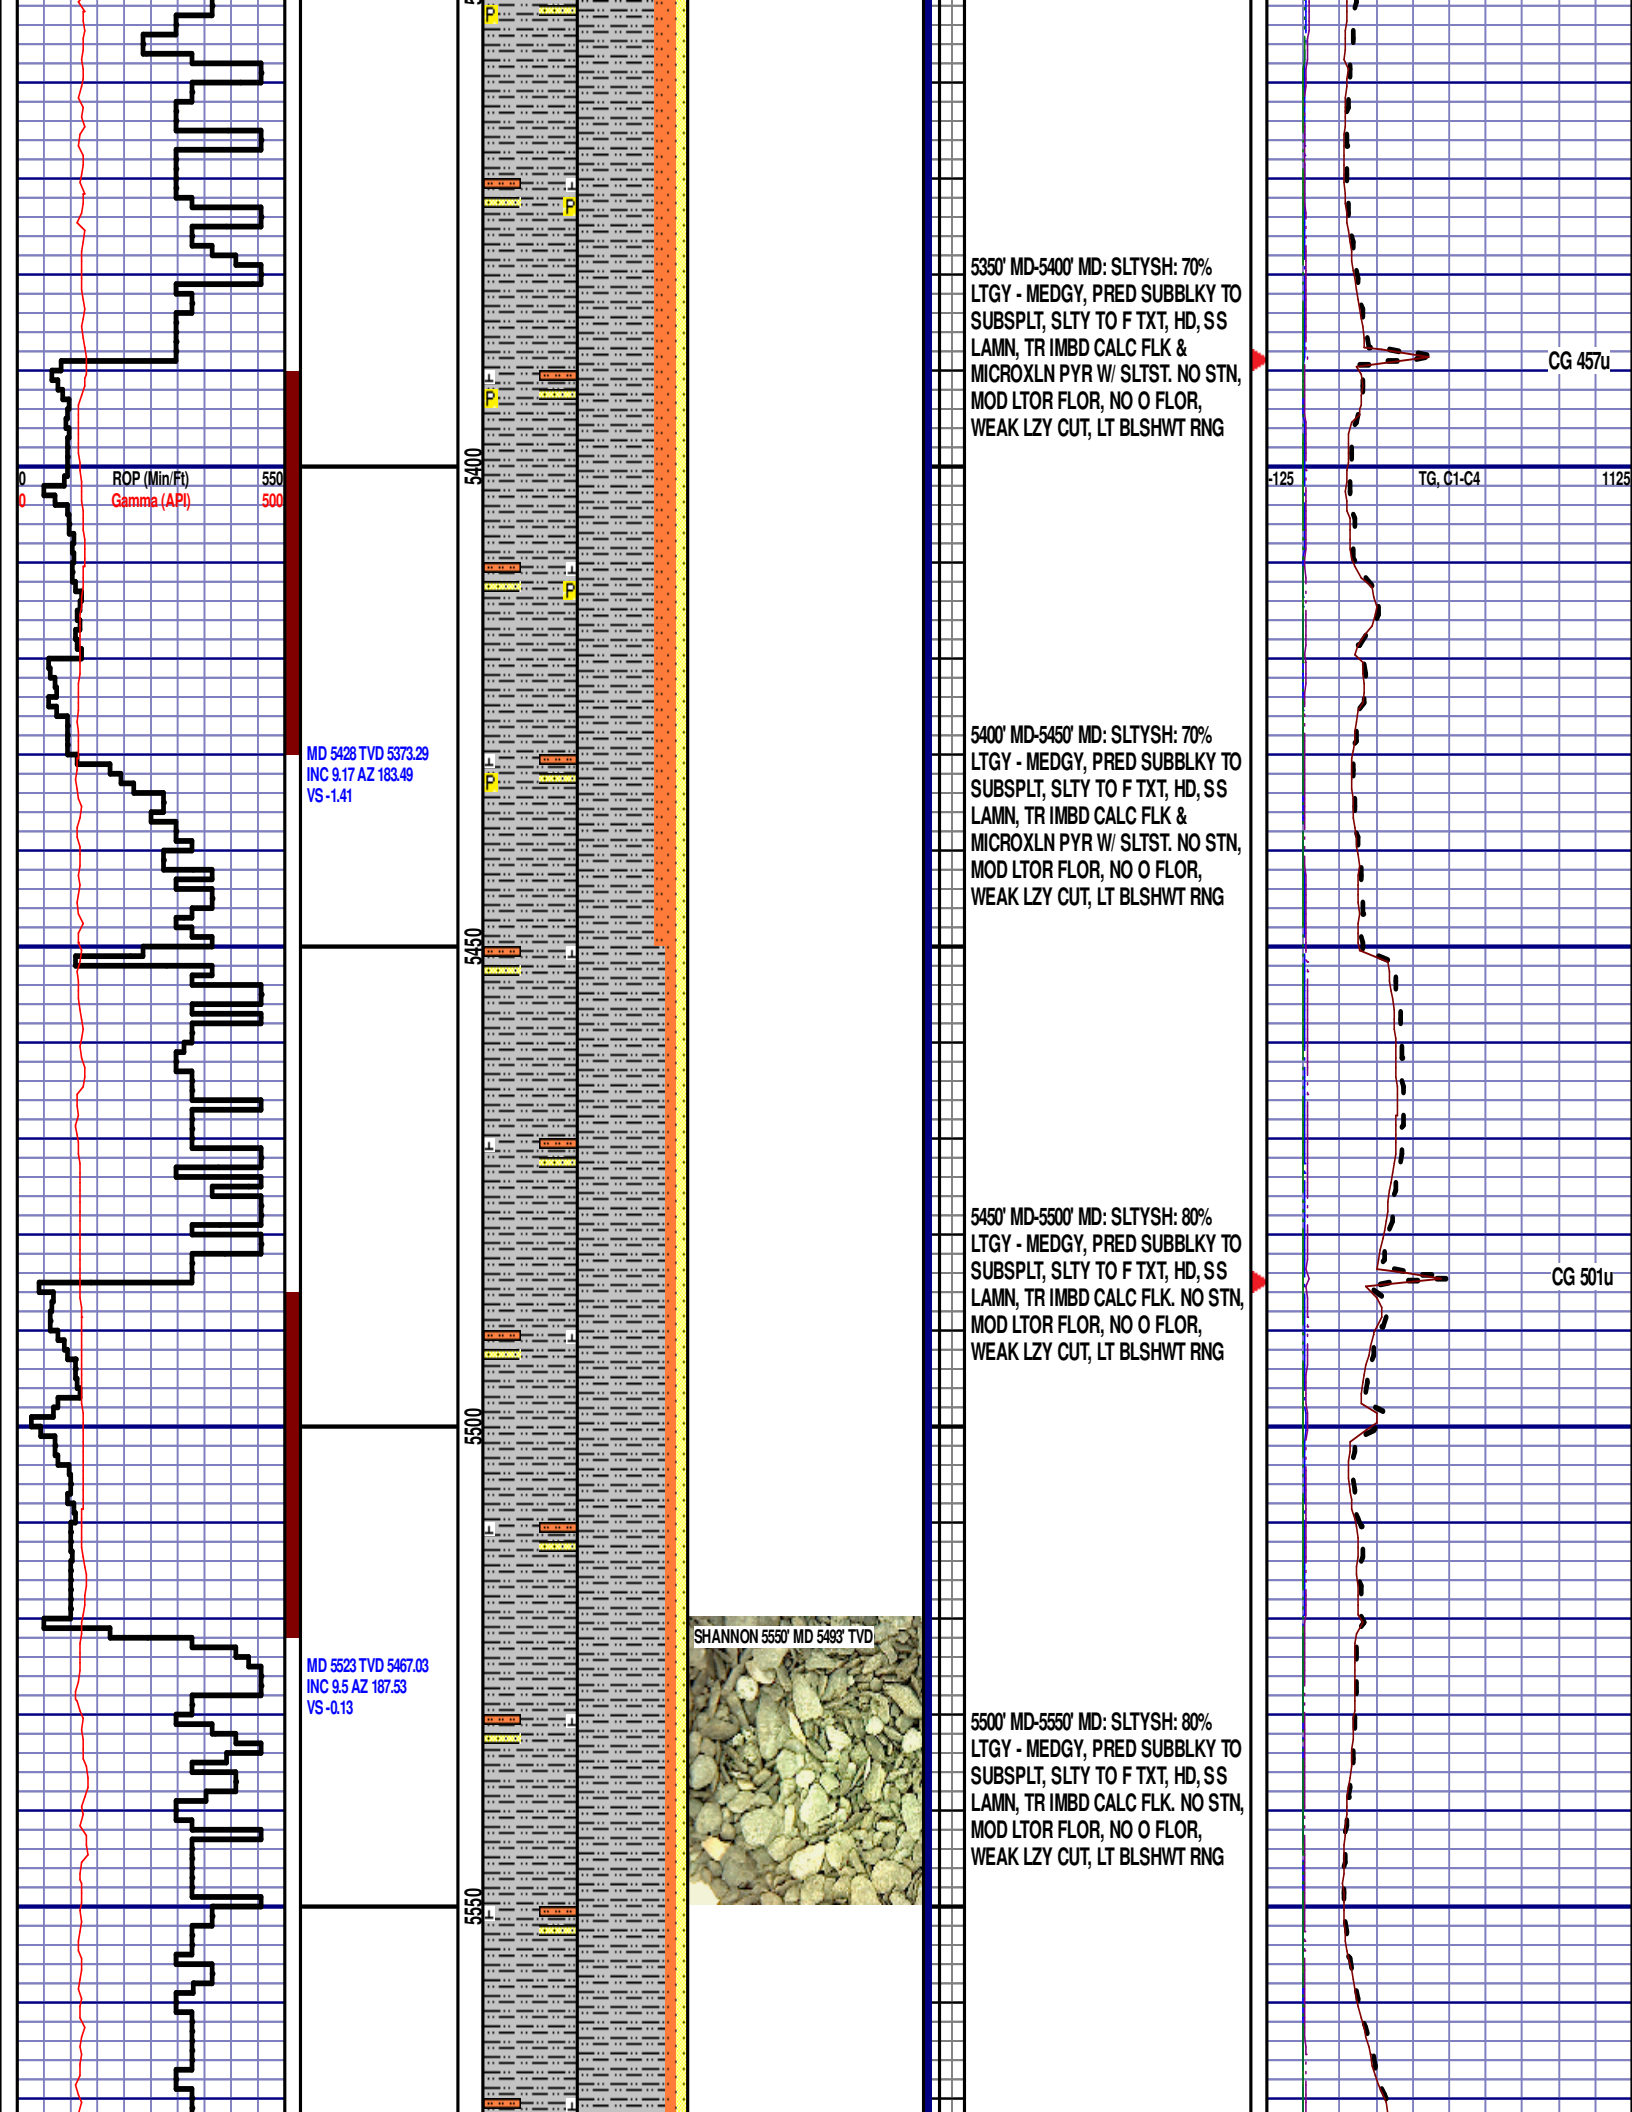 P
P
5350' MD-5400' MD: SLTYSH: 70%
LTGY - MEDGY, PRED SUBBLKY TO
SUBSPLT, SLTY TO F TXT, HD, SS
LAMN, TR IMBD CALC FLK &
MICROXLN PYR W/ SLTST. NO STN,
MOD LTOR FLOR, NO O FLOR,
WEAK LZY CUT, LT BLSHWT RNG
CG 457u
P
5400
0 ROP (Min/Ft) 550
0 Gamma (API) 500
-125 TG, C1-C4 1125
P
5400' MD-5450' MD: SLTYSH: 70%
LTGY - MEDGY, PRED SUBBLKY TO
SUBSPLT, SLTY TO F TXT, HD, SS
LAMN, TR IMBD CALC FLK &
MICROXLN PYR W/ SLTST. NO STN,
MOD LTOR FLOR, NO O FLOR,
WEAK LZY CUT, LT BLSHWT RNG
MD 5428 TVD 5373.29
INC 9.17 AZ 183.49
VS -1.41
P
5450
5450' MD-5500' MD: SLTYSH: 80%
LTGY - MEDGY, PRED SUBBLKY TO
SUBSPLT, SLTY TO F TXT, HD, SS
LAMN, TR IMBD CALC FLK. NO STN,
MOD LTOR FLOR, NO O FLOR,
WEAK LZY CUT, LT BLSHWT RNG
CG 501u
5500
SHANNON 5550' MD 5493' TVD
MD 5523 TVD 5467.03
INC 9.5 AZ 187.53
VS -0.13
5500' MD-5550' MD: SLTYSH: 80%
LTGY - MEDGY, PRED SUBBLKY TO
SUBSPLT, SLTY TO F TXT, HD, SS
LAMN, TR IMBD CALC FLK. NO STN,
MOD LTOR FLOR, NO O FLOR,
WEAK LZY CUT, LT BLSHWT RNG
5550